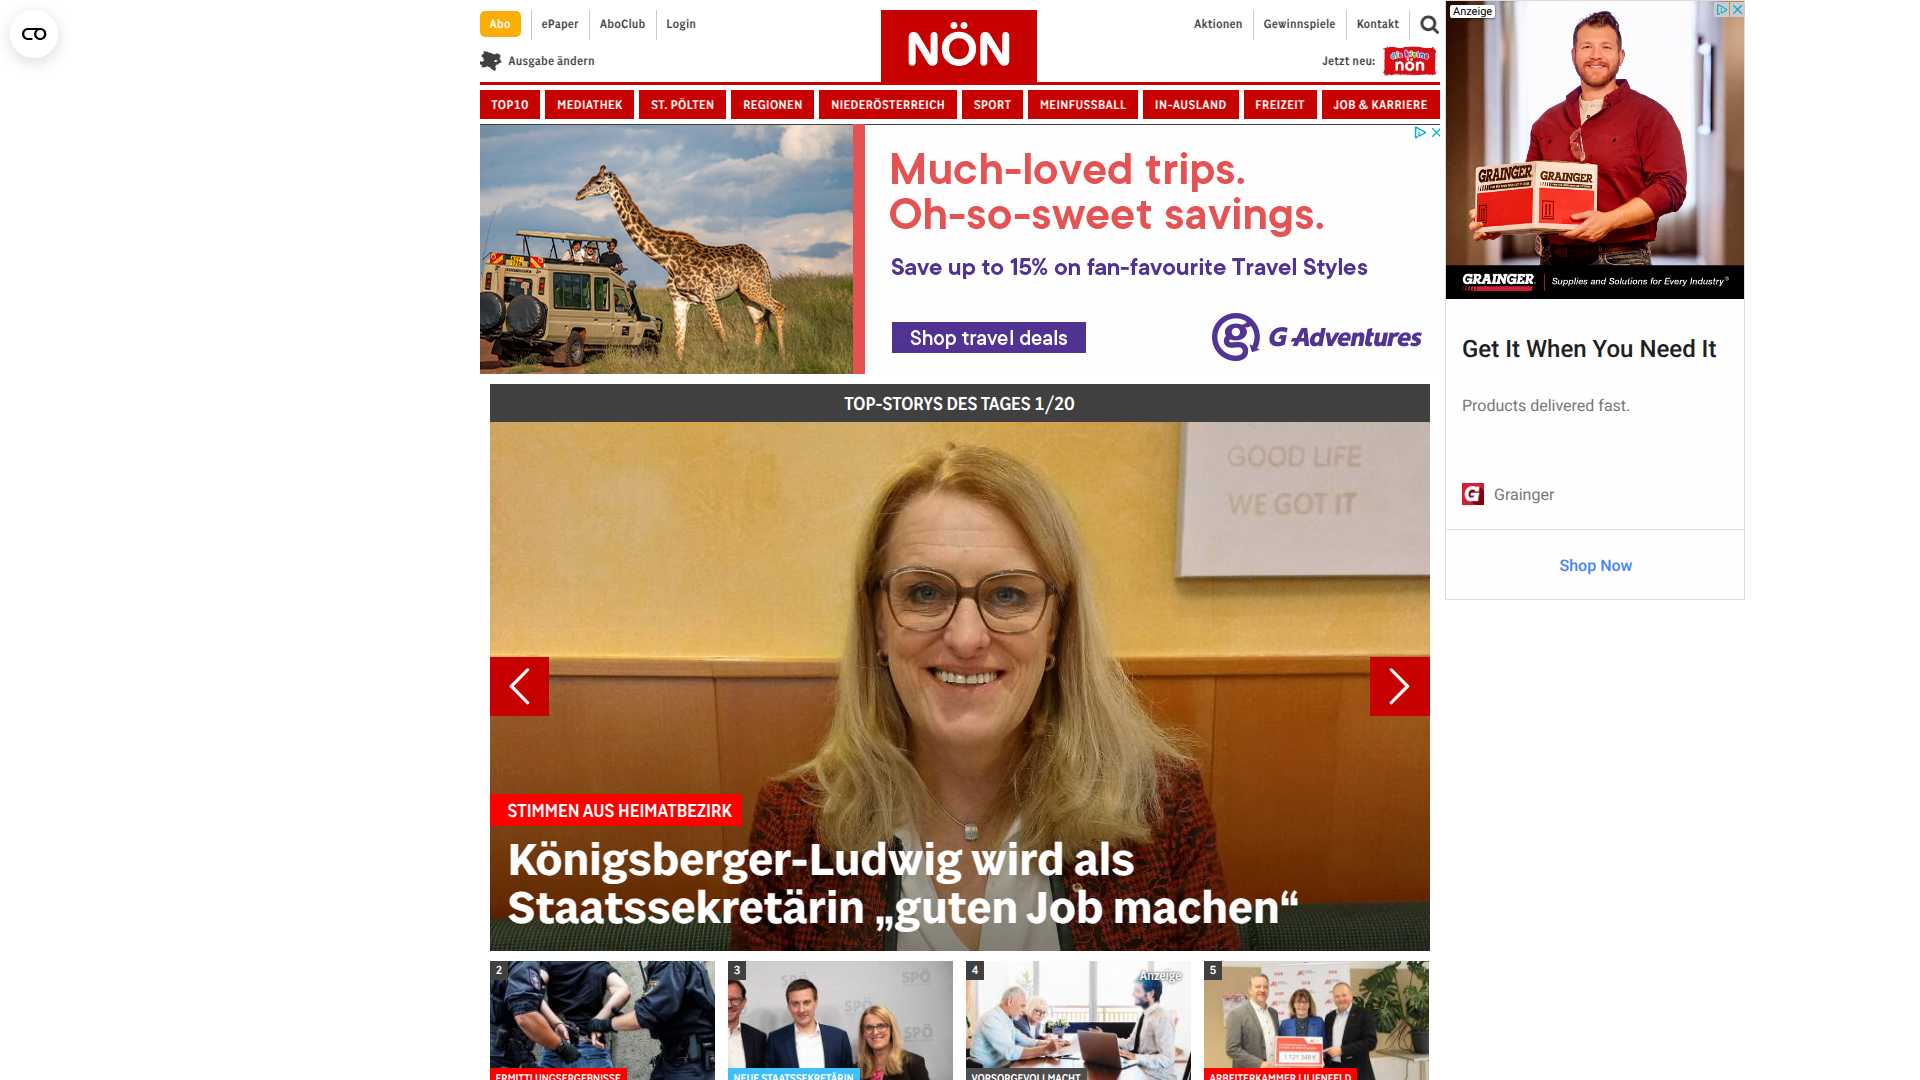 Abo
ePaper
AboClub
Login
Aktionen
Gewinnspiele
Kontakt
Ausgabe ändern
NÖN
Jetzt neu:
die kleine
nön
TOP10
MEDIATHEK
ST. PÖLTEN
REGIONEN
NIEDERÖSTERREICH
SPORT
MEINFUSSBALL
IN-AUSLAND
FREIZEIT
JOB & KARRIERE
Much-loved trips.
Oh-so-sweet savings.
Save up to 15% on fan-favourite Travel Styles
Shop travel deals
G Adventures
Anzeige
GRAINGER
GRAINGER
GRAINGER
Supplies and Solutions for Every Industry®
Get It When You Need It
Products delivered fast.
Grainger
Shop Now
TOP-STORYS DES TAGES 1/20
GOOD LIFE
WE GOT IT
STIMMEN AUS HEIMATBEZIRK
Königsberger-Ludwig wird als
Staatssekretärin „guten Job machen“
2
ERMITTLUNGSERGEBNISSE
3
SPÖ
SPÖ
SPÖ
NEUE STAATSSEKRETÄRIN
4
Anzeige
VORSORGEVOLLMACHT
5
ARBEITERKAMMER LILIENFELD